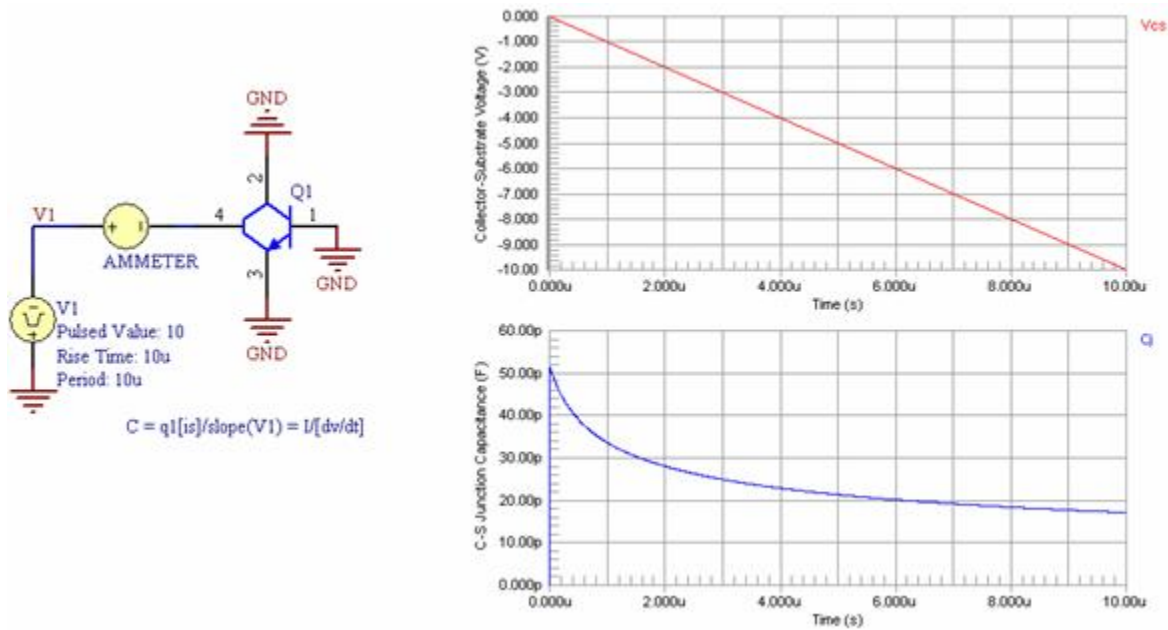 GND
2
Q1
V1
4
1
AMMETER
GND
3
V1
Pulsed Value: 10
Rise Time: 10u
Period: 10u
GND
C = q1[is]/slope(V1) = I/[dv/dt]
Vcs
Collector-Substrate Voltage (V)
0.000
-1.000
-2.000
-3.000
-4.000
-5.000
-6.000
-7.000
-8.000
-9.000
-10.00
0.000u 2.000u 4.000u 6.000u 8.000u 10.00u
Time (s)
Cj
C-S Junction Capacitance (F)
60.00p
50.00p
40.00p
30.00p
20.00p
10.00p
0.000p
0.000u 2.000u 4.000u 6.000u 8.000u 10.00u
Time (s)